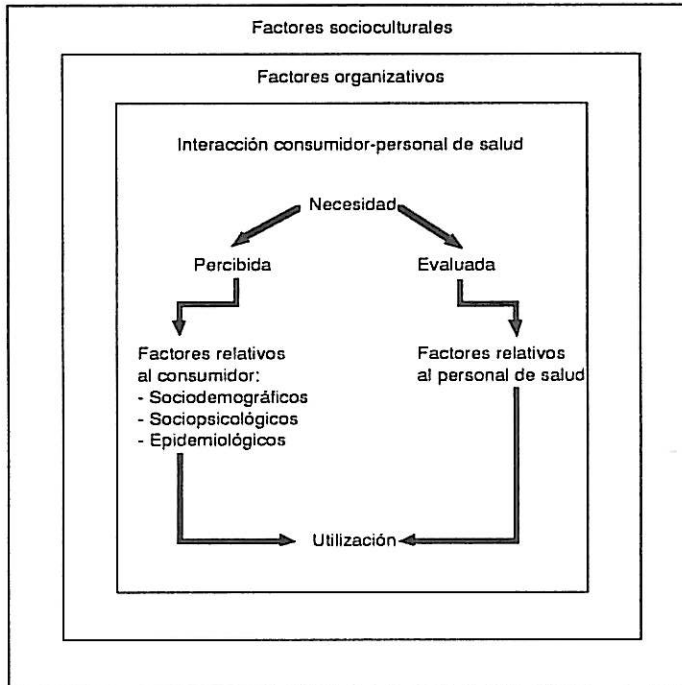 Factores socioculturales
Factores organizativos
Interacción consumidor-personal de salud
Necesidad
Percibida
Evaluada
Factores relativos
al consumidor:
- Sociodemográficos
- Sociopsicológicos
- Epidemiológicos
Factores relativos
al personal de salud
Utilización